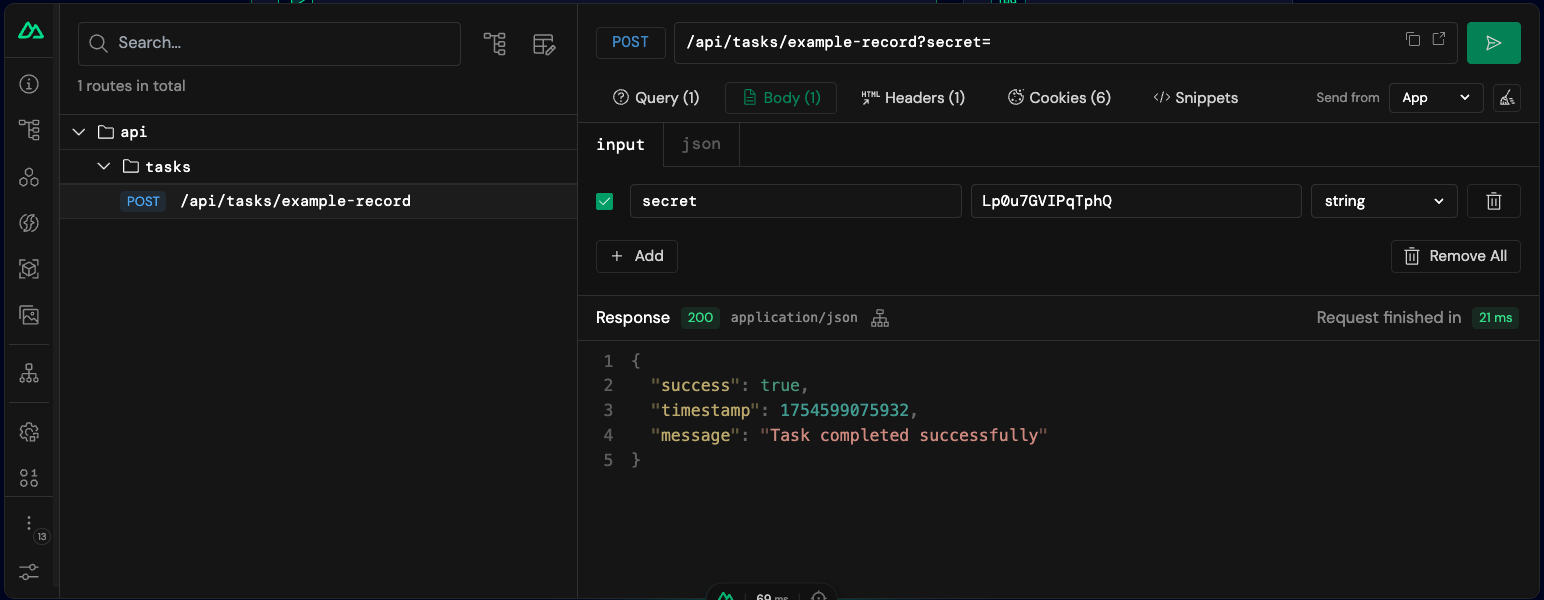 Search...
1 routes in total
api
tasks
POST /api/tasks/example-record
13
POST /api/tasks/example-record?secret=
Query (1) Body (1) HTML Headers (1) Cookies (6) Snippets Send from App
input json
secret Lp0u7GVIPqTphQ string
Add Remove All
Response 200 application/json Request finished in 21 ms
1 {
2 "success": true,
3 "timestamp": 1754599075932,
4 "message": "Task completed successfully"
5 }
69 ms